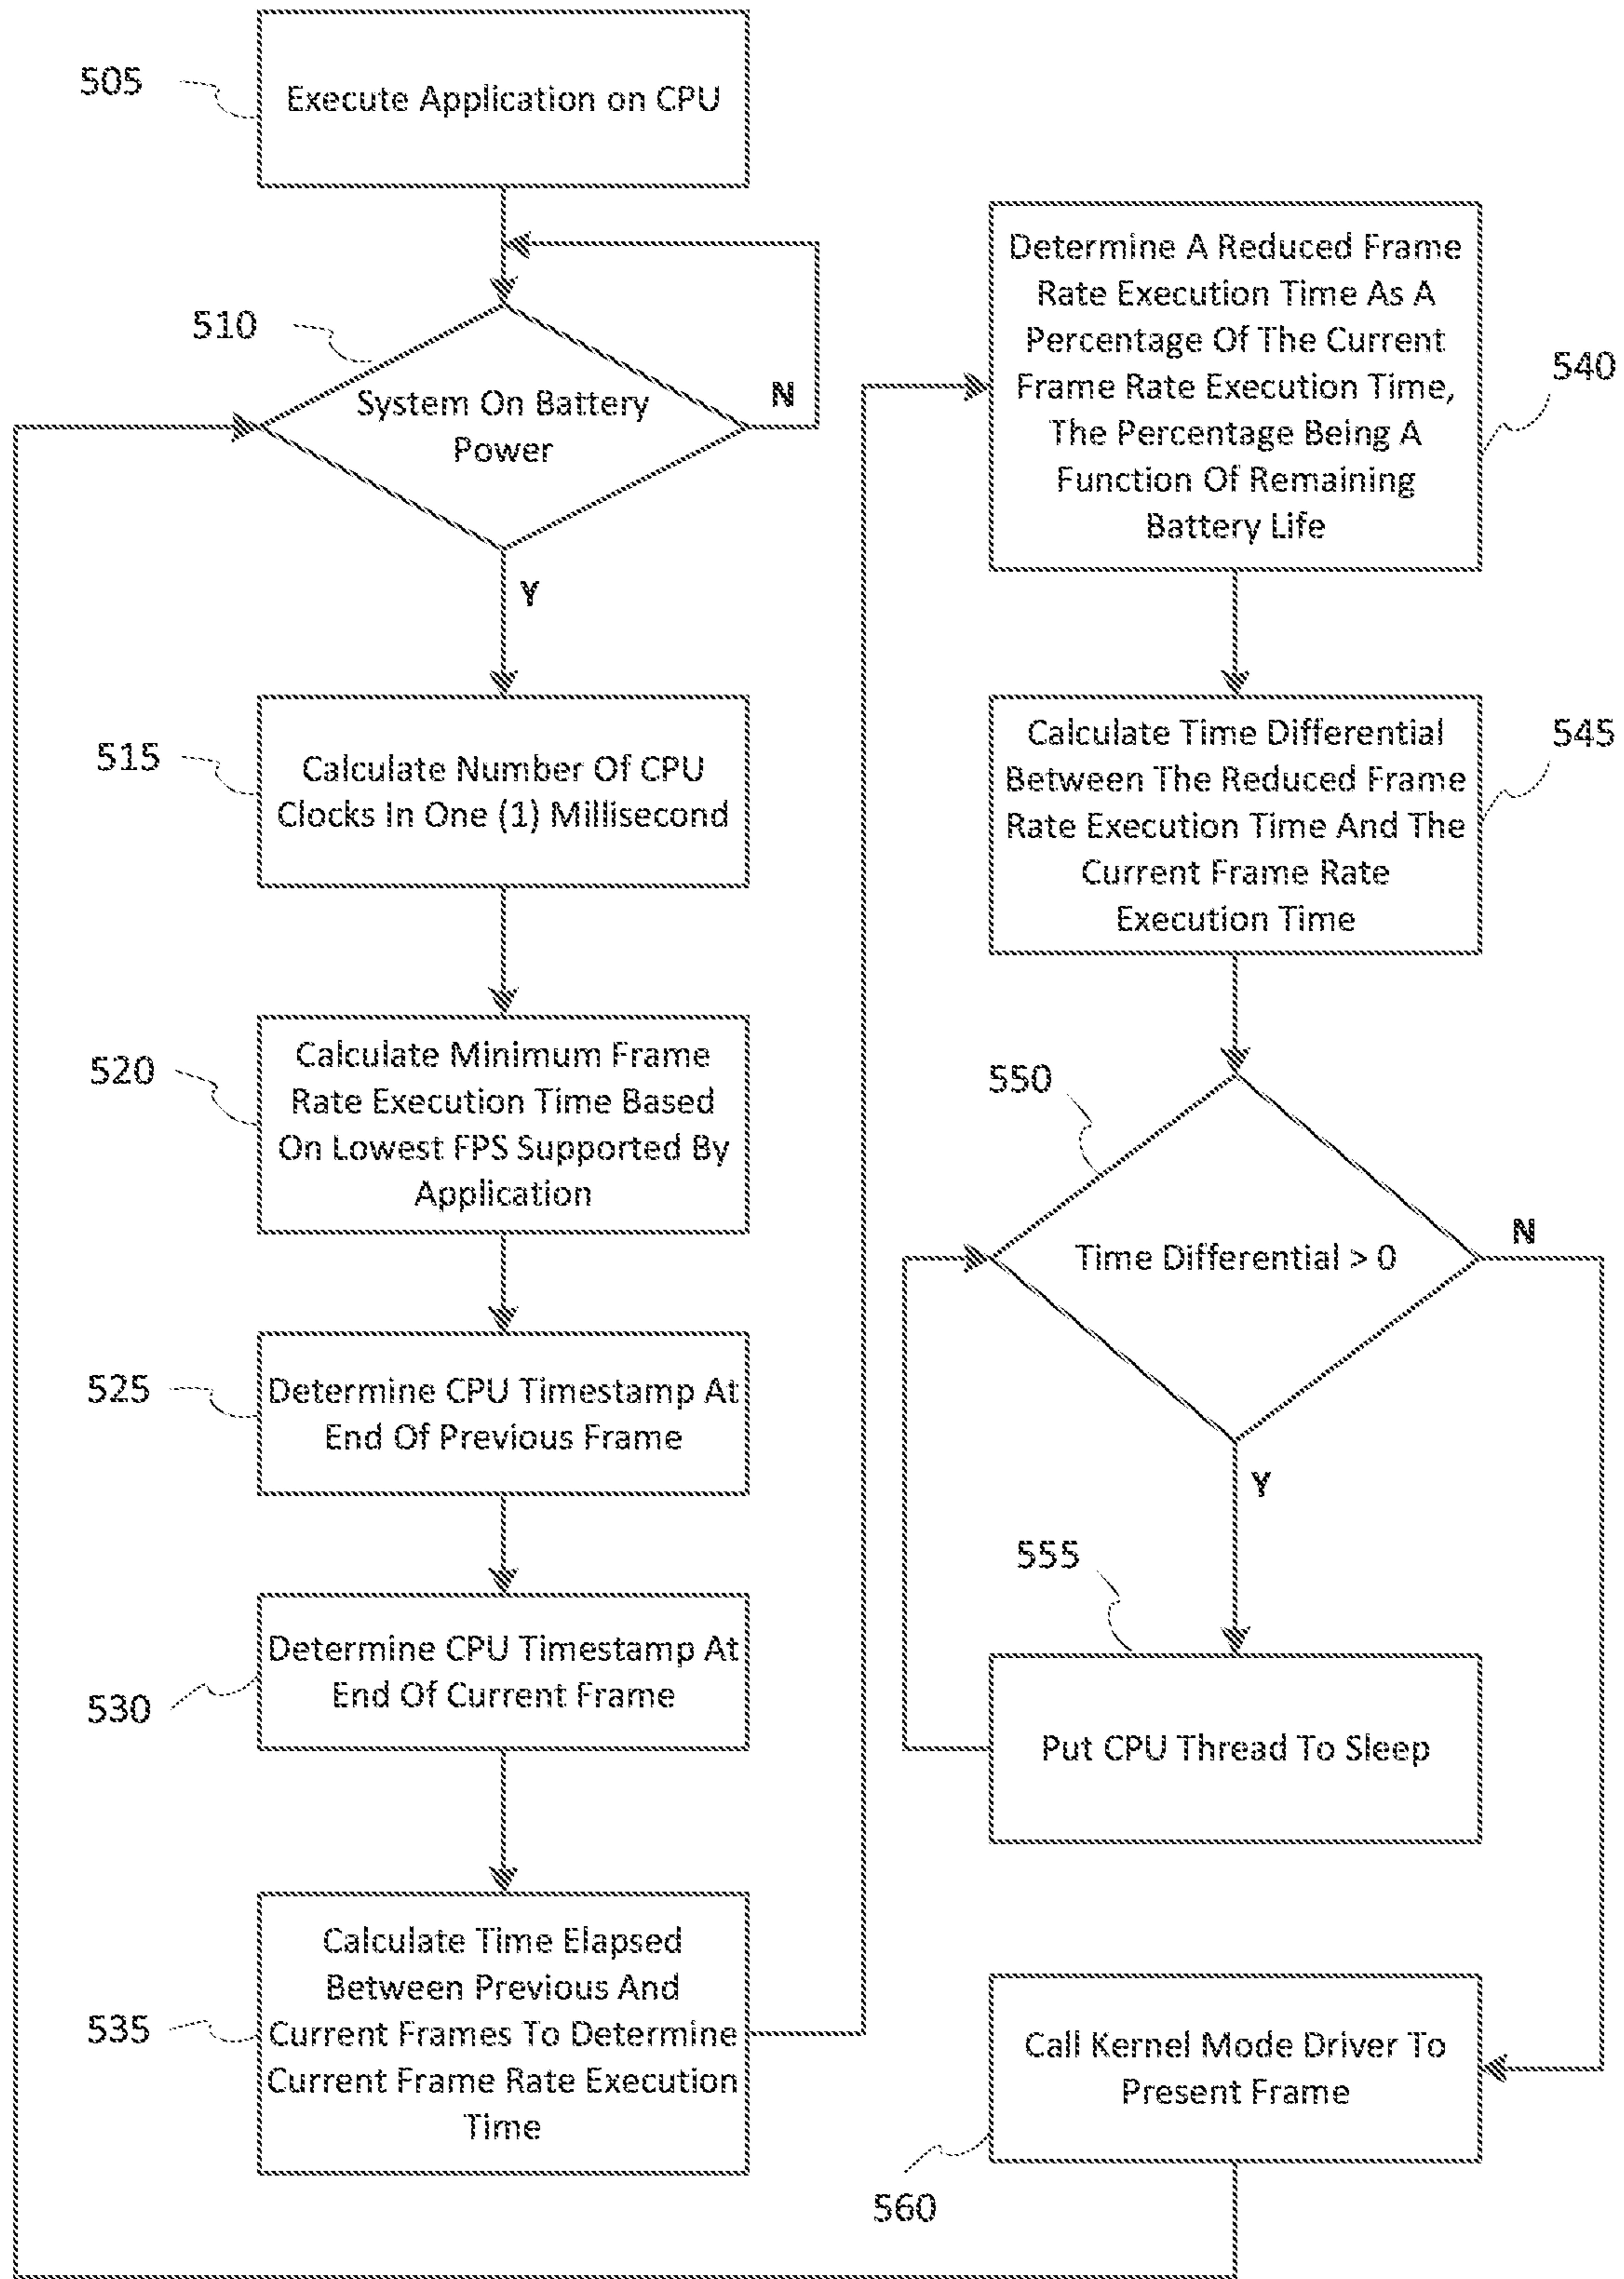 505
Execute Application on CPU
510
System On Battery
Power
N
Y
515
Calculate Number Of CPU
Clocks In One (1) Millisecond
520
Calculate Minimum Frame
Rate Execution Time Based
On Lowest FPS Supported By
Application
525
Determine CPU Timestamp At
End Of Previous Frame
530
Determine CPU Timestamp At
End Of Current Frame
535
Calculate Time Elapsed
Between Previous And
Current Frames To Determine
Current Frame Rate Execution
Time
540
Determine A Reduced Frame
Rate Execution Time As A
Percentage Of The Current
Frame Rate Execution Time,
The Percentage Being A
Function Of Remaining
Battery Life
545
Calculate Time Differential
Between The Reduced Frame
Rate Execution Time And The
Current Frame Rate
Execution Time
550
Time Differential > 0
N
Y
555
Put CPU Thread To Sleep
Call Kernel Mode Driver To
Present Frame
560